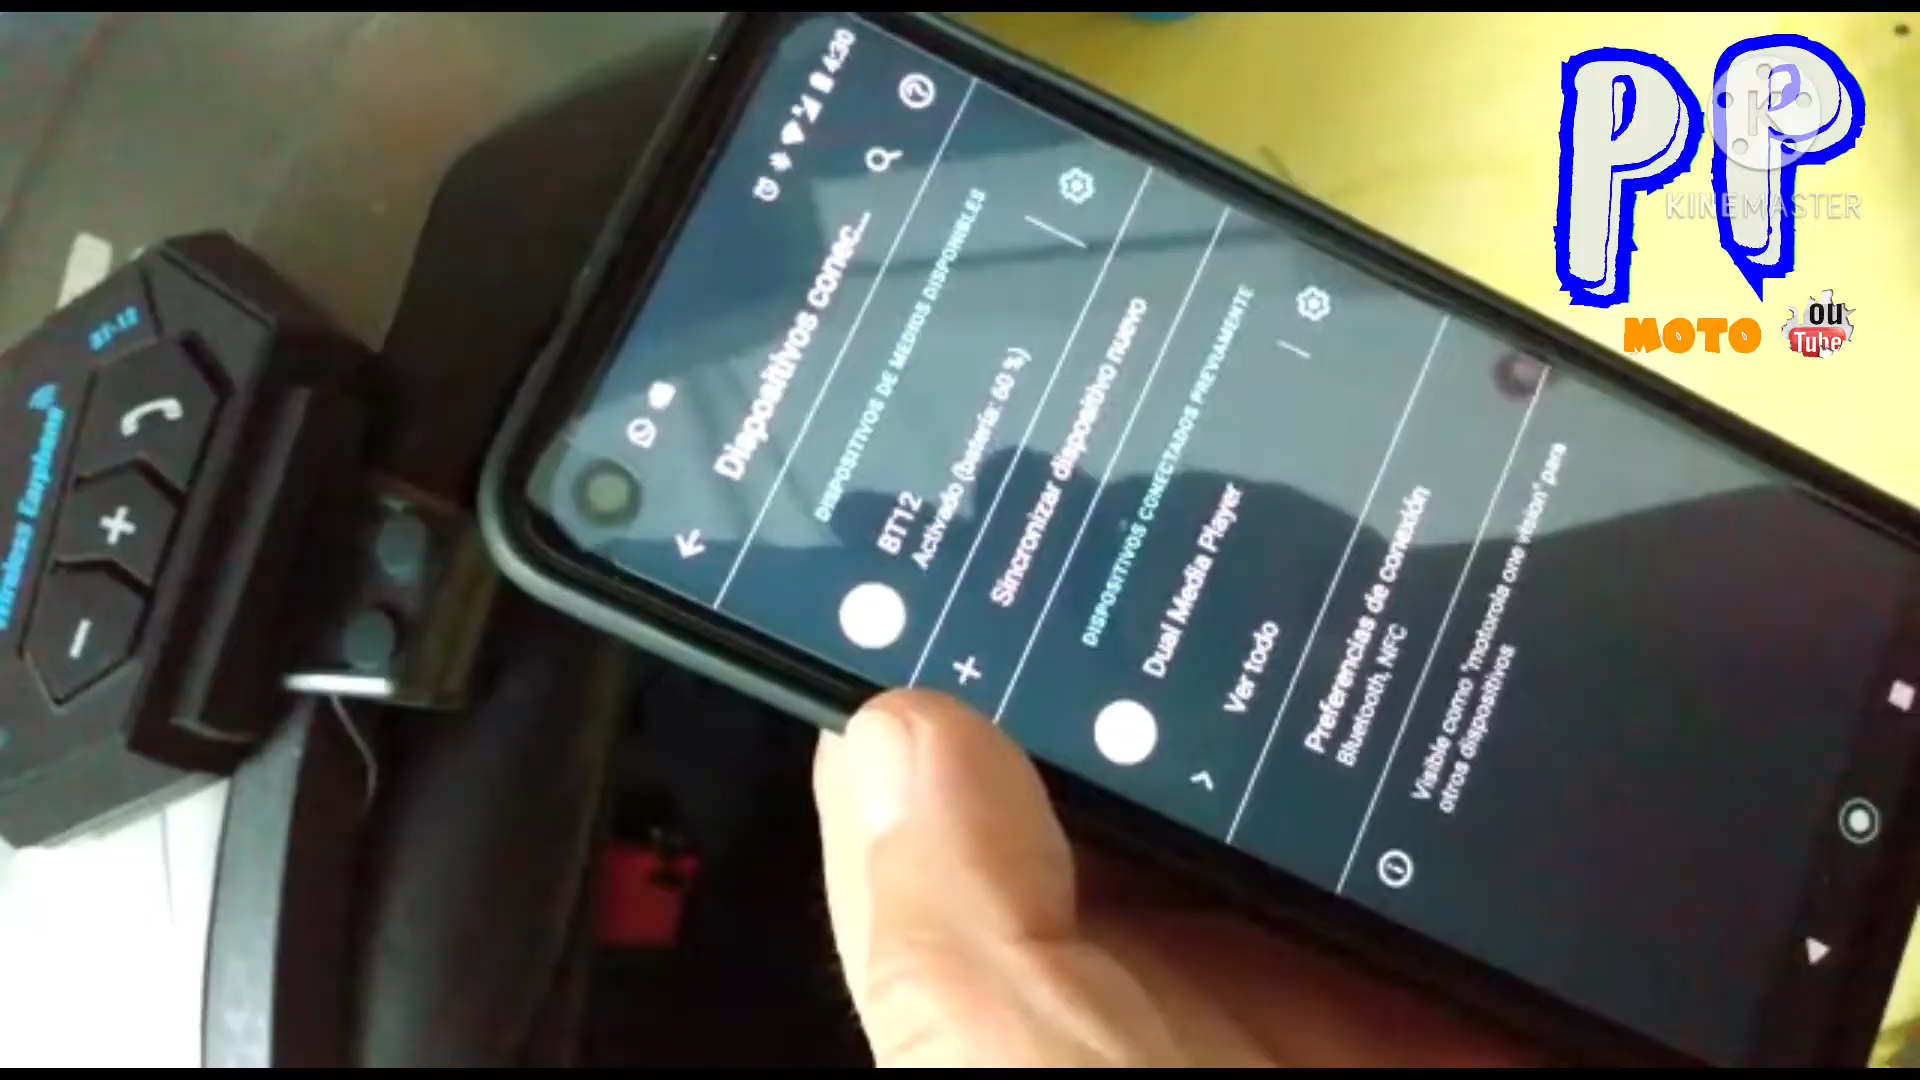 4:30
Dispositivos conec...
DISPOSITIVOS DE MEDIOS DISPONIBLES
BT12
Activado (batería: 60 %)
Sincronizar dispositivo nuevo
DISPOSITIVOS CONECTADOS PREVIAMENTE
Dual Media Player
Ver todo
Preferencias de conexión
Bluetooth, NFC
Visible como "motorola one vision" para
otros dispositivos
BT-12
Wireless Earphone
PP
K
KINEMASTER
MOTO
You
Tube